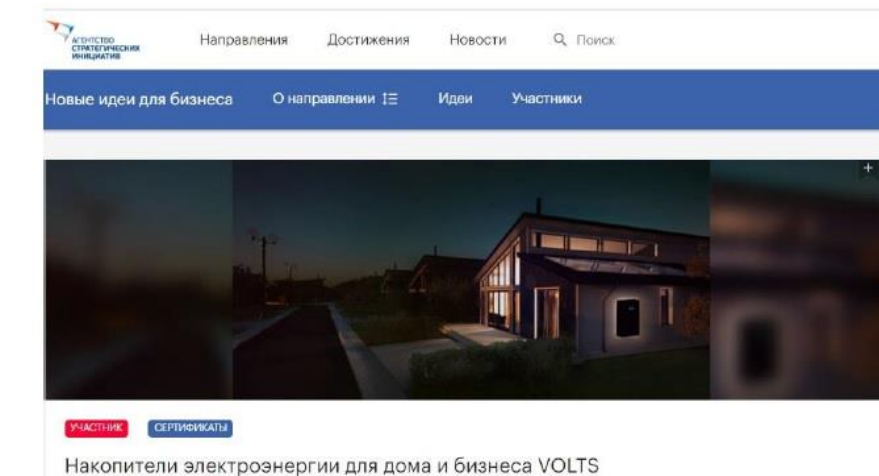 АГЕНТСТВО
СТРАТЕГИЧЕСКИХ
ИНИЦИАТИВ
Направления Достижения Новости Поиск
Новые идеи для бизнеса О направлении Идеи Участники
+
УЧАСТНИК СЕРТИФИКАТЫ
Накопители электроэнергии для дома и бизнеса VOLTS